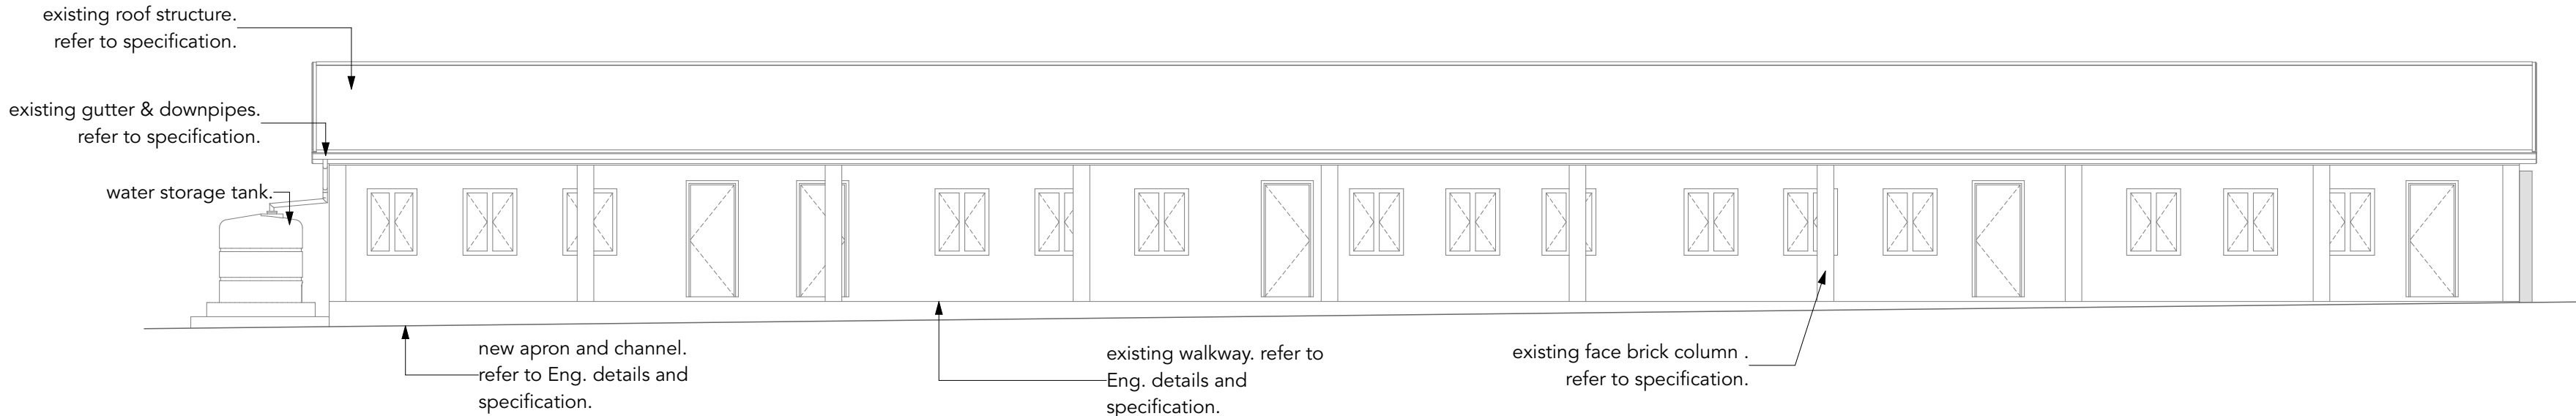 existing roof structure.
refer to specification.
existing gutter & downpipes.
refer to specification.
water storage tank.
new apron and channel.
refer to Eng. details and
specification.
existing walkway. refer to
Eng. details and
specification.
existing face brick column .
refer to specification.